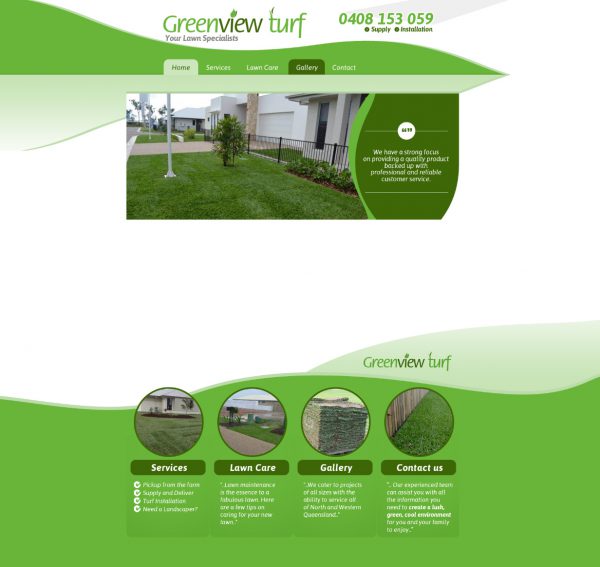 Greenview turf
Your Lawn Specialists
0408 153 059
Supply Installation
Home Services Lawn Care Gallery Contact
We have a strong focus
on providing a quality product
backed up with
professional and reliable
customer service.
Greenview turf
Services
Pickup from the farm
Supply and Deliver
Turf Installation
Need a Landscaper?
Lawn Care
"..Lawn maintenance
is the essence to a
fabulous lawn. Here
are a few tips on
caring for your new
lawn.."
Gallery
"..We cater to projects
of all sizes with the
ability to service all
of North and Western
Queensland.."
Contact us
".. Our experienced team
can assist you with all
the information you
need to create a lush,
green, cool environment
for you and your family
to enjoy.."